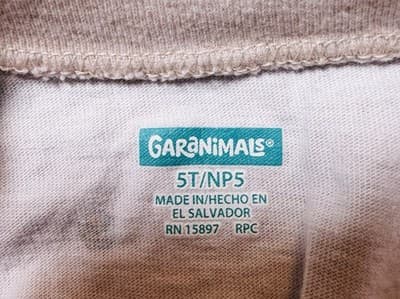 GARANIMALS®
5T/NP5
MADE IN/HECHO EN
EL SALVADOR
RN 15897 RPC